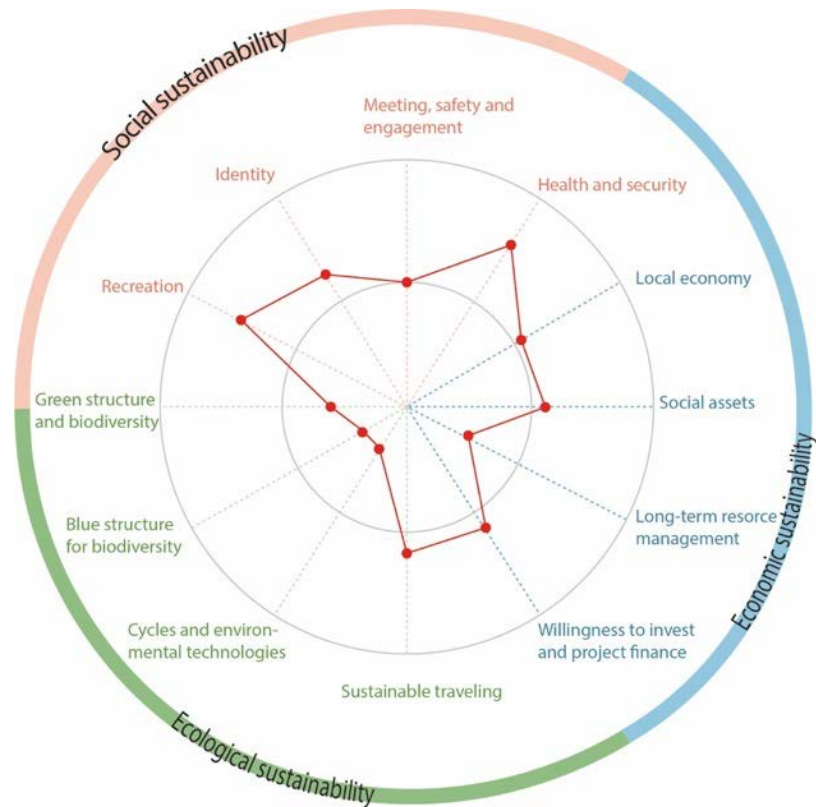 Social sustainability
Meeting, safety and
engagement
Identity
Health and security
Recreation
Local economy
Green structure
and biodiversity
Social assets
Blue structure
for biodiversity
Long-term resorce
management
Economic sustainability
Cycles and environ-
mental technologies
Willingness to invest
and project finance
Sustainable traveling
Ecological sustainability